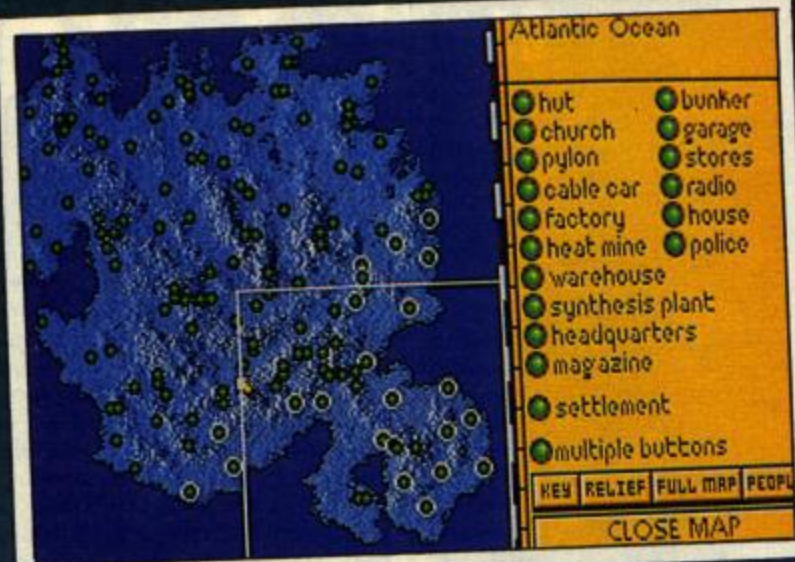 Atlantic Ocean
hut
bunker
church
garage
pylon
stores
cable car
radio
factory
house
heat mine
police
warehouse
synthesis plant
headquarters
magazine
settlement
multiple buttons
KEY RELIEF FULL MAP PEOPL
CLOSE MAP